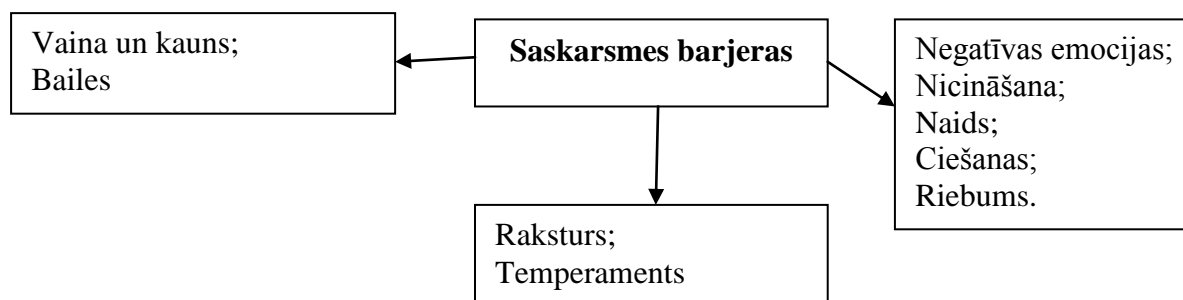 Vaina un kauns;
Bailes
Saskarsmes barjeras
Negatīvas emocijas;
Nicināšana;
Naids;
Ciešanas;
Riebums.
Raksturs;
Temperaments